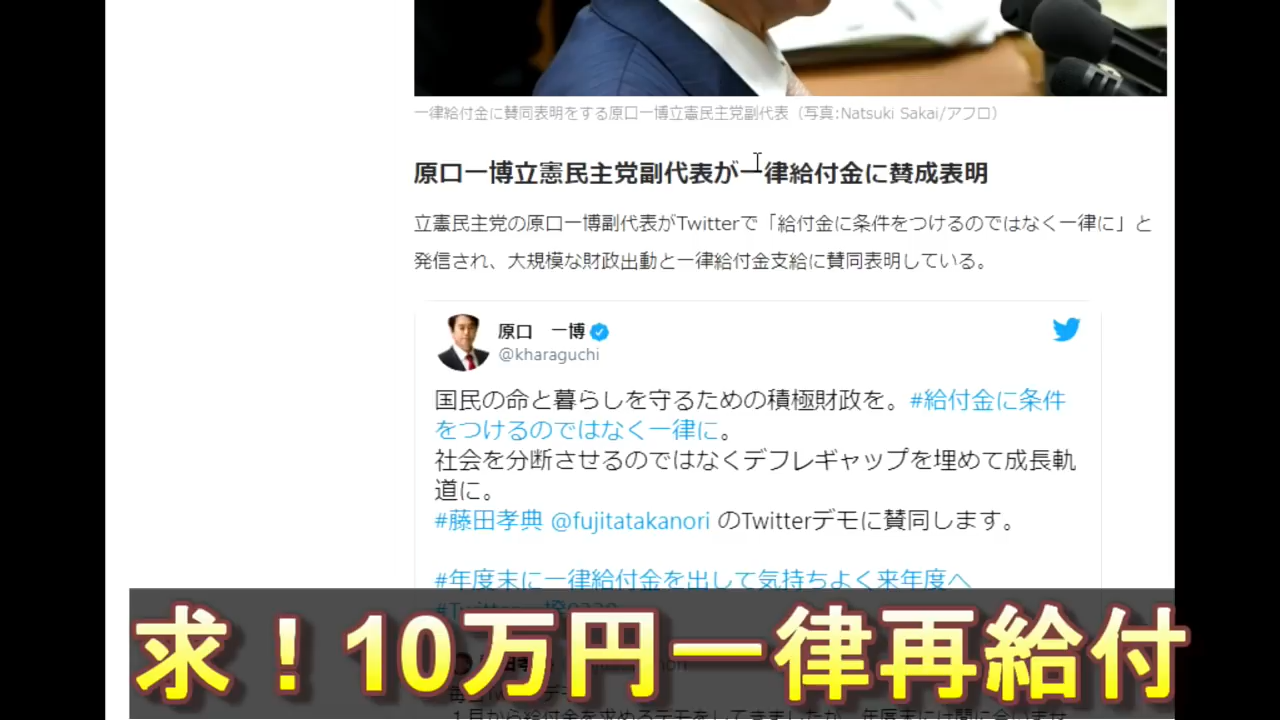 一律給付金に賛同表明をする原口一博立憲民主党副代表（写真:Natsuki Sakai/アフロ）
原口一博立憲民主党副代表が一律給付金に賛成表明
立憲民主党の原口一博副代表がTwitterで「給付金に条件をつけるのではなく一律に」と
発信され、大規模な財政出動と一律給付金支給に賛同表明している。
原口　一博
@kharaguchi
国民の命と暮らしを守るための積極財政を。#給付金に条件
をつけるのではなく一律に。
社会を分断させるのではなくデフレギャップを埋めて成長軌
道に。
#藤田孝典 @fujitatakanori のTwitterデモに賛同します。
#年度末に一律給付金を出して気持ちよく来年度へ
求！10万円一律再給付